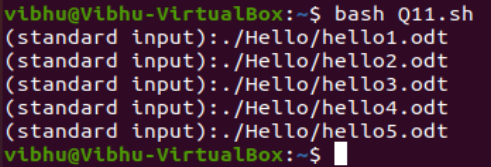 vibhu@Vibhu-VirtualBox:~$ bash Q11.sh
(standard input):./Hello/hello1.odt
(standard input):./Hello/hello2.odt
(standard input):./Hello/hello3.odt
(standard input):./Hello/hello4.odt
(standard input):./Hello/hello5.odt
vibhu@Vibhu-VirtualBox:~$